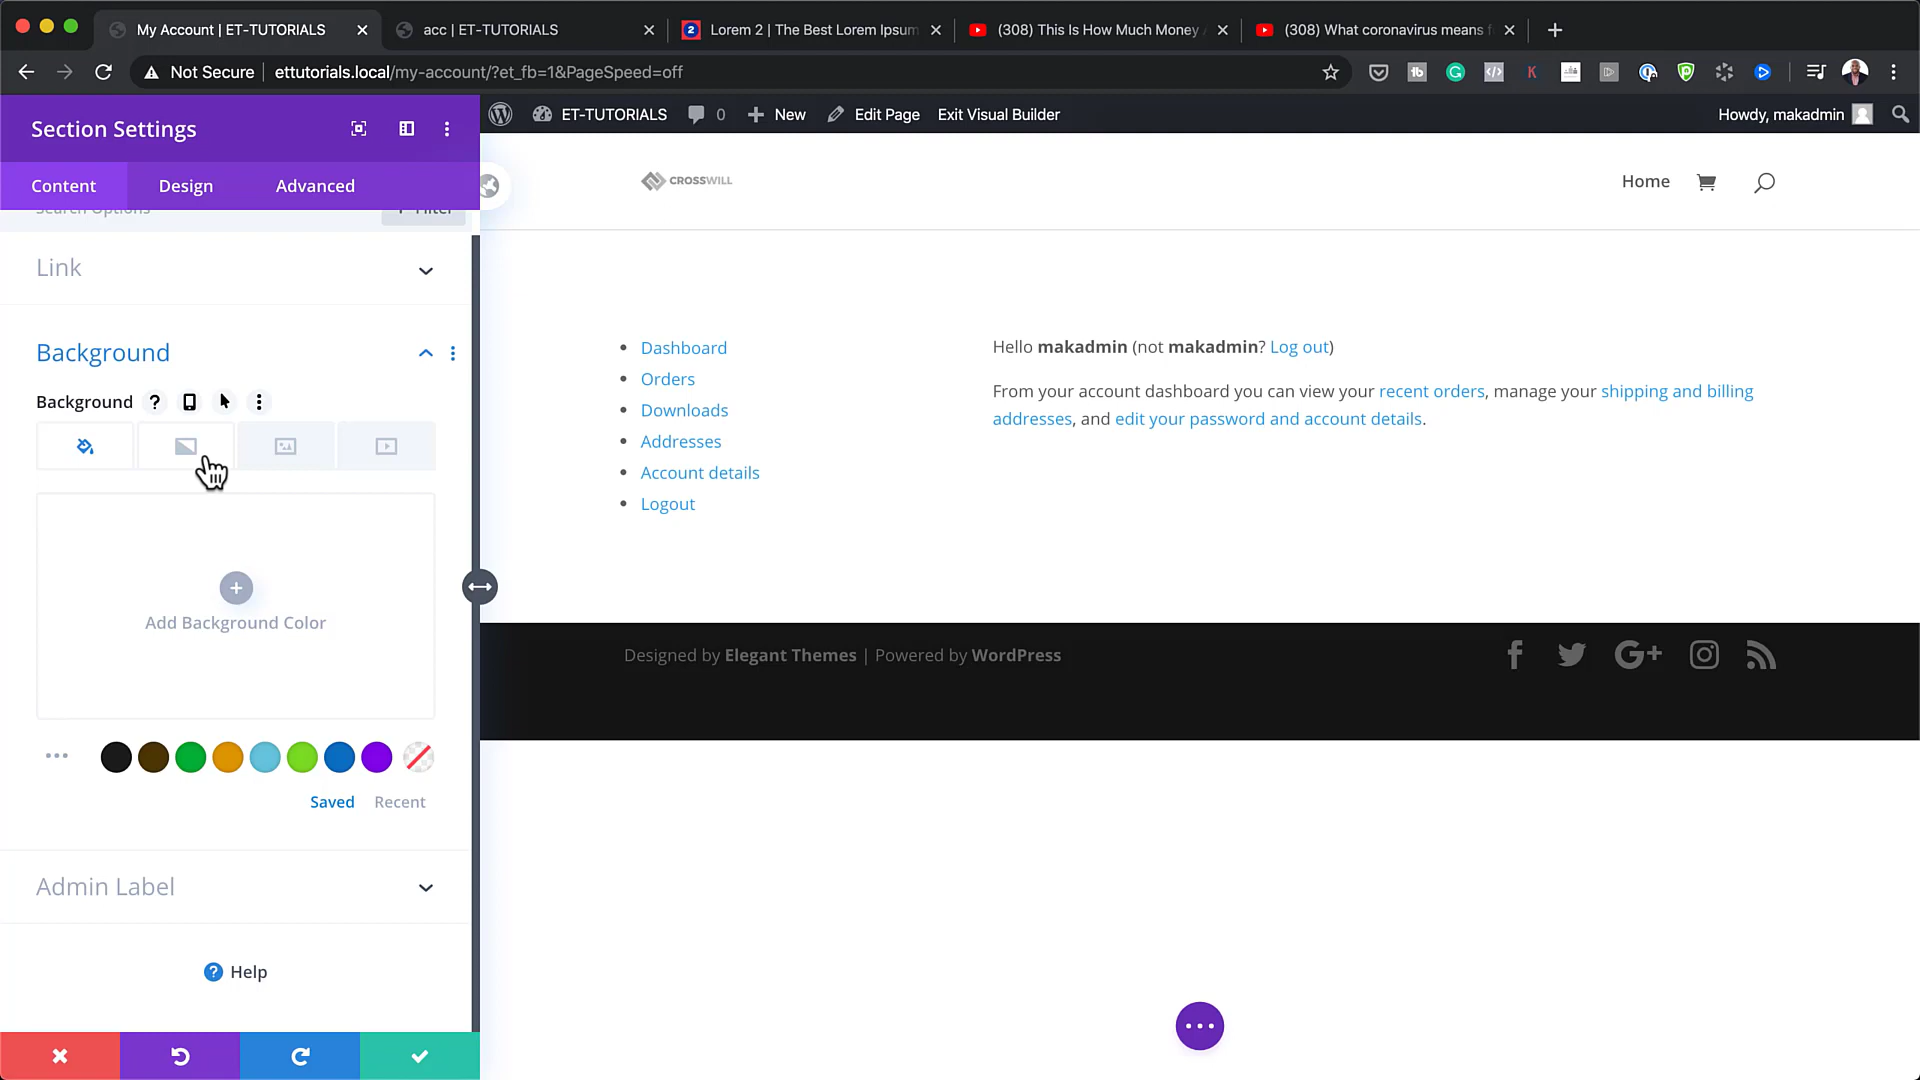 My Account | ET-TUTORIALS
acc | ET-TUTORIALS
2 Lorem 2 | The Best Lorem Ipsum
(308) This Is How Much Money
(308) What coronavirus means f
Not Secure
ettutorials.local/my-account/?et_fb=1&PageSpeed=off
Section Settings
ET-TUTORIALS
0
New
Edit Page
Exit Visual Builder
Howdy, makadmin
Content
Design
Advanced
CROSSWILL
Home
Search Options
+ Filter
Link
Background
Background
Add Background Color
Saved
Recent
Admin Label
Help
Dashboard
Orders
Downloads
Addresses
Account details
Logout
Hello makadmin (not makadmin? Log out)
From your account dashboard you can view your recent orders, manage your shipping and billing
addresses, and edit your password and account details.
Designed by Elegant Themes | Powered by WordPress